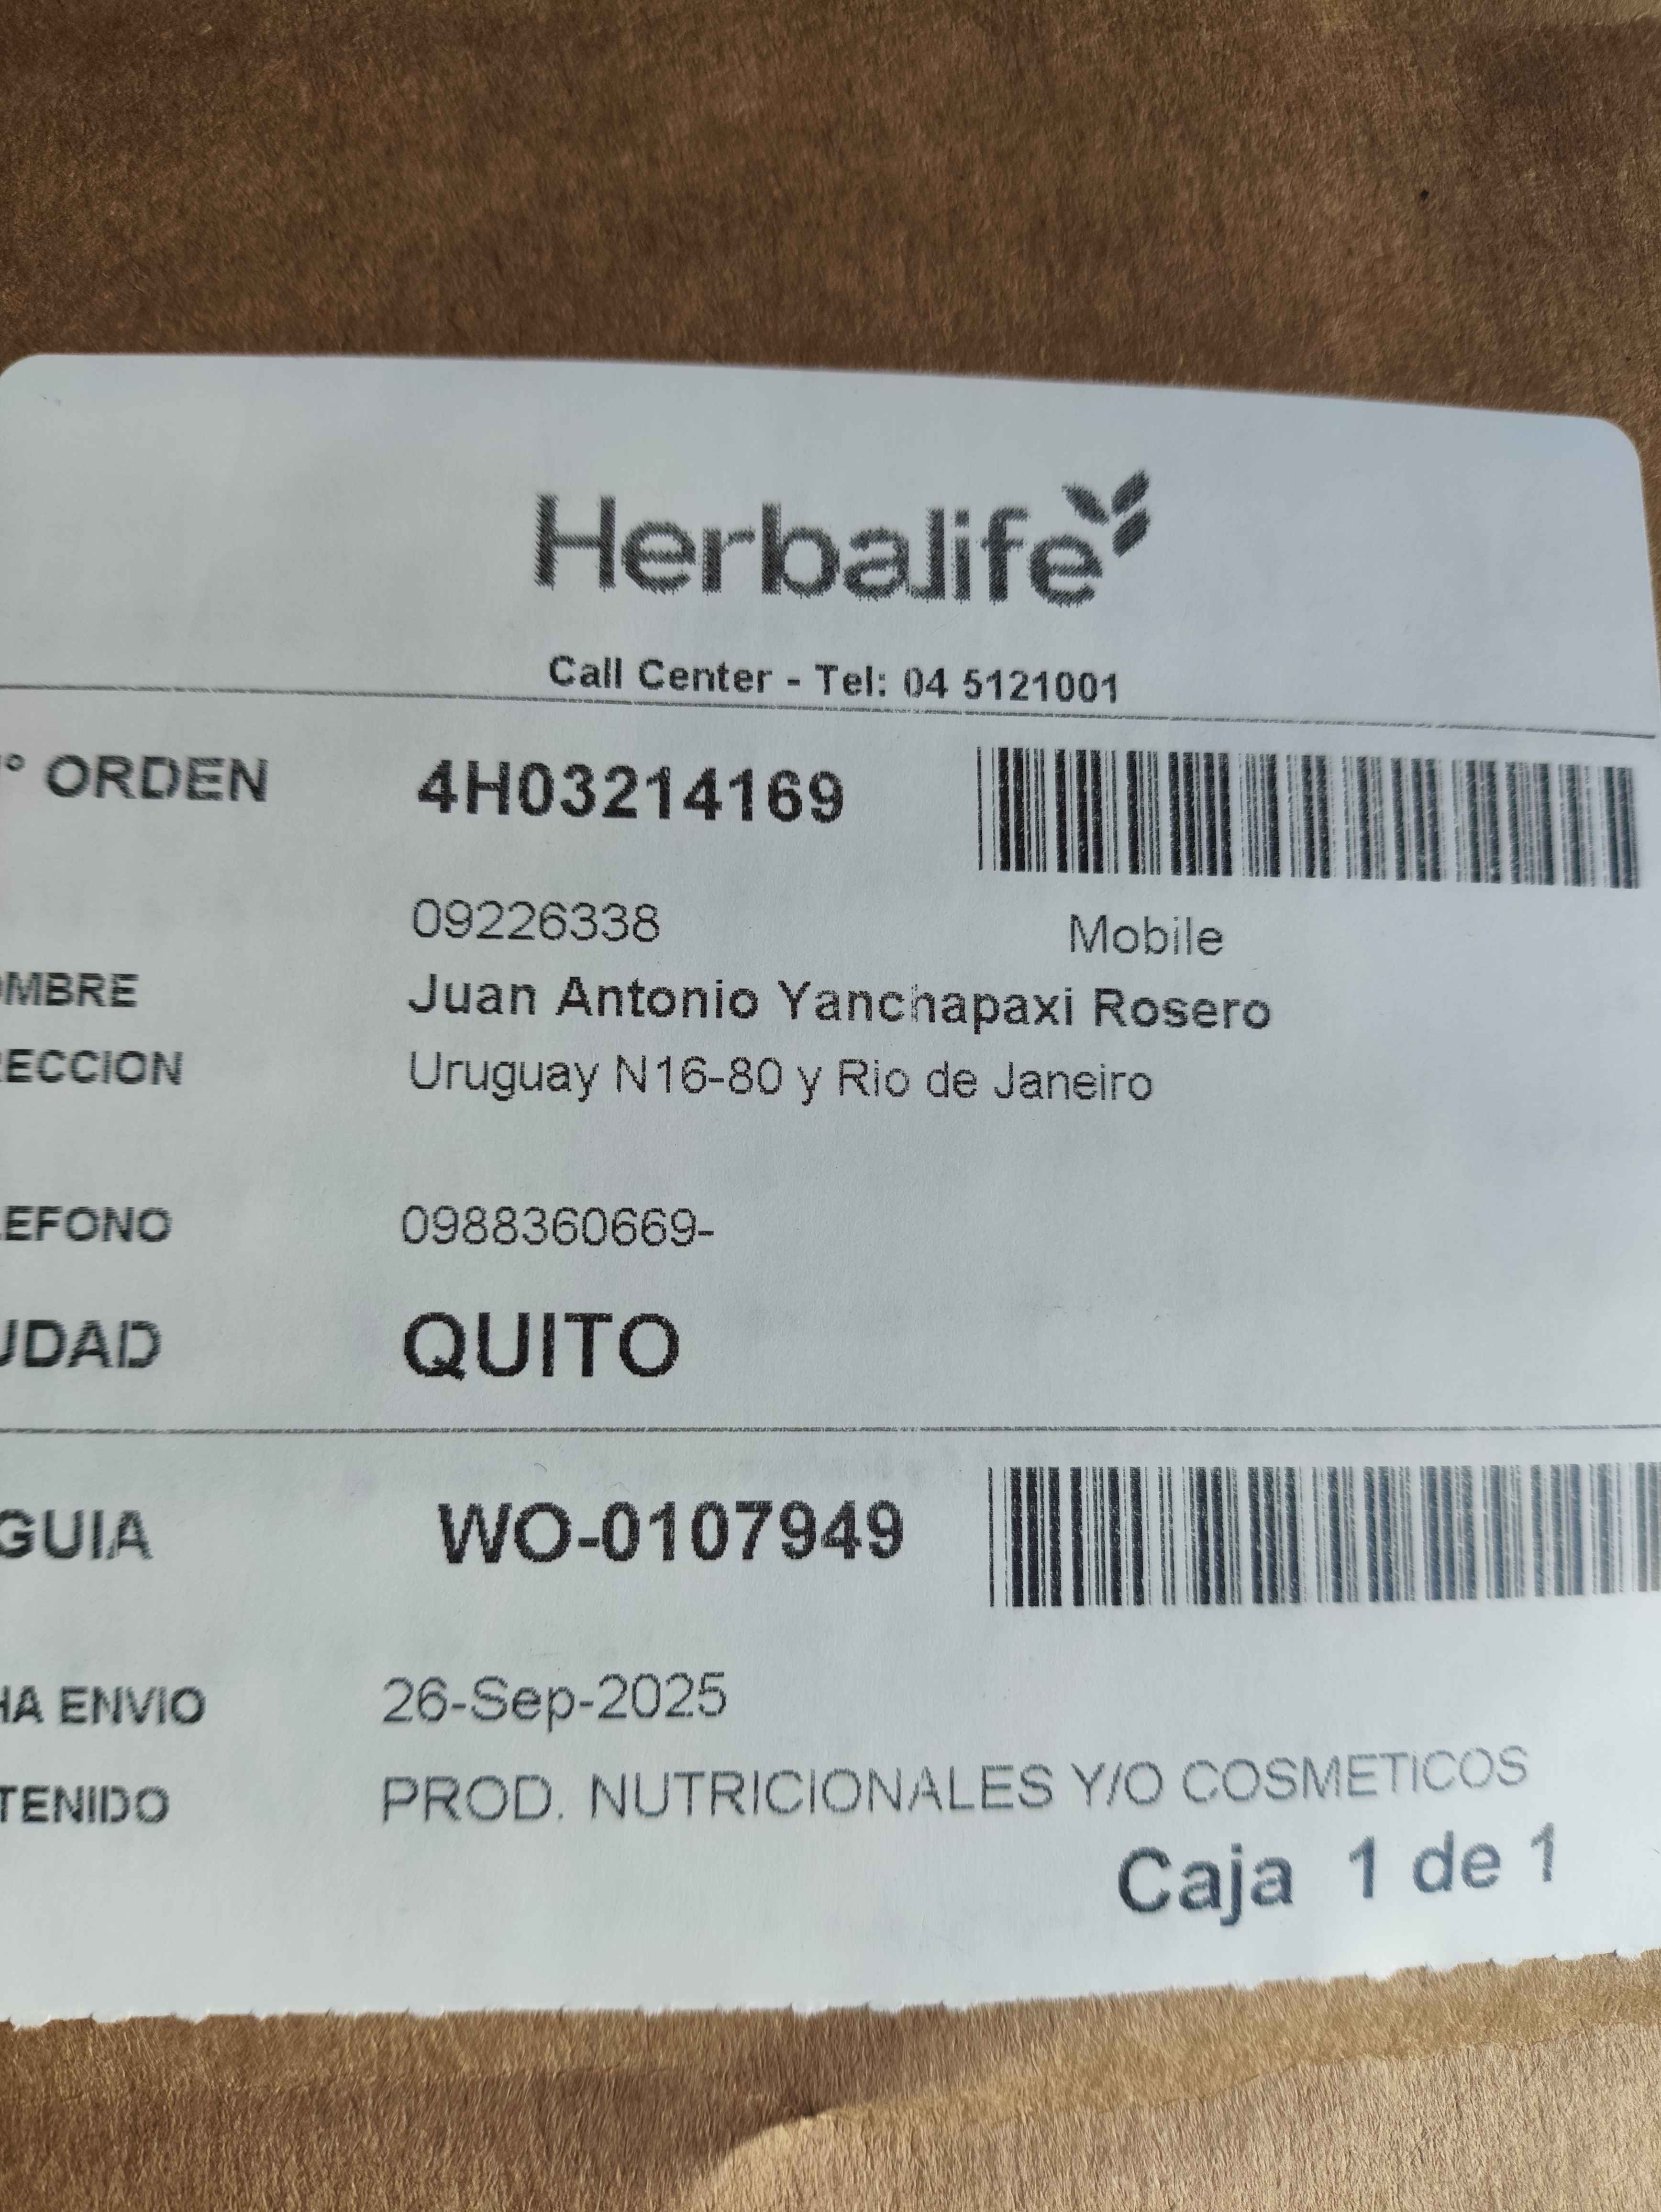 Herbalife
Call Center - Tel: 04 5121001
° ORDEN 4H03214169
09226338 Mobile
OMBRE Juan Antonio Yanchapaxi Rosero
RECCION Uruguay N16-80 y Rio de Janeiro
LEFONO 0988360669-
UDAD QUITO
GUIA WO-0107949
HA ENVIO 26-Sep-2025
TENIDO PROD. NUTRICIONALES Y/O COSMETICOS
Caja 1 de 1